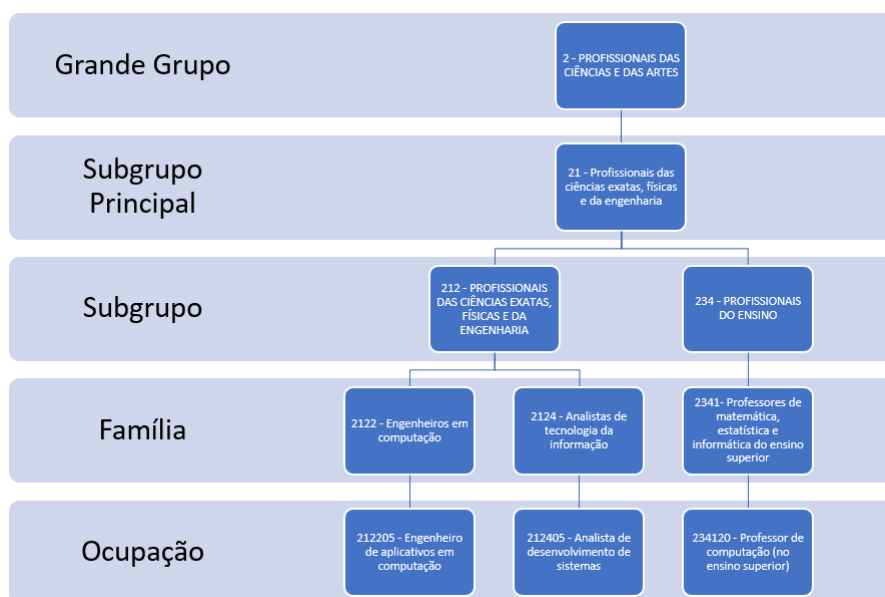 Grande Grupo
2 - PROFISSIONAIS DAS
CIÊNCIAS E DAS ARTES
Subgrupo
Principal
21 - Profissionais das
ciências exatas, físicas
e da engenharia
Subgrupo
212 - PROFISSIONAIS
DAS CIÊNCIAS EXATAS,
FÍSICAS E DA
ENGENHARIA
234 - PROFISSIONAIS
DO ENSINO
Família
2122 - Engenheiros em
computação
2124 - Analistas de
tecnologia da
informação
2341- Professores de
matemática,
estatística e
informática do ensino
superior
Ocupação
212205 - Engenheiro
de aplicativos em
computação
212405 - Analista de
desenvolvimento de
sistemas
234120 - Professor de
computação (no
ensino superior)